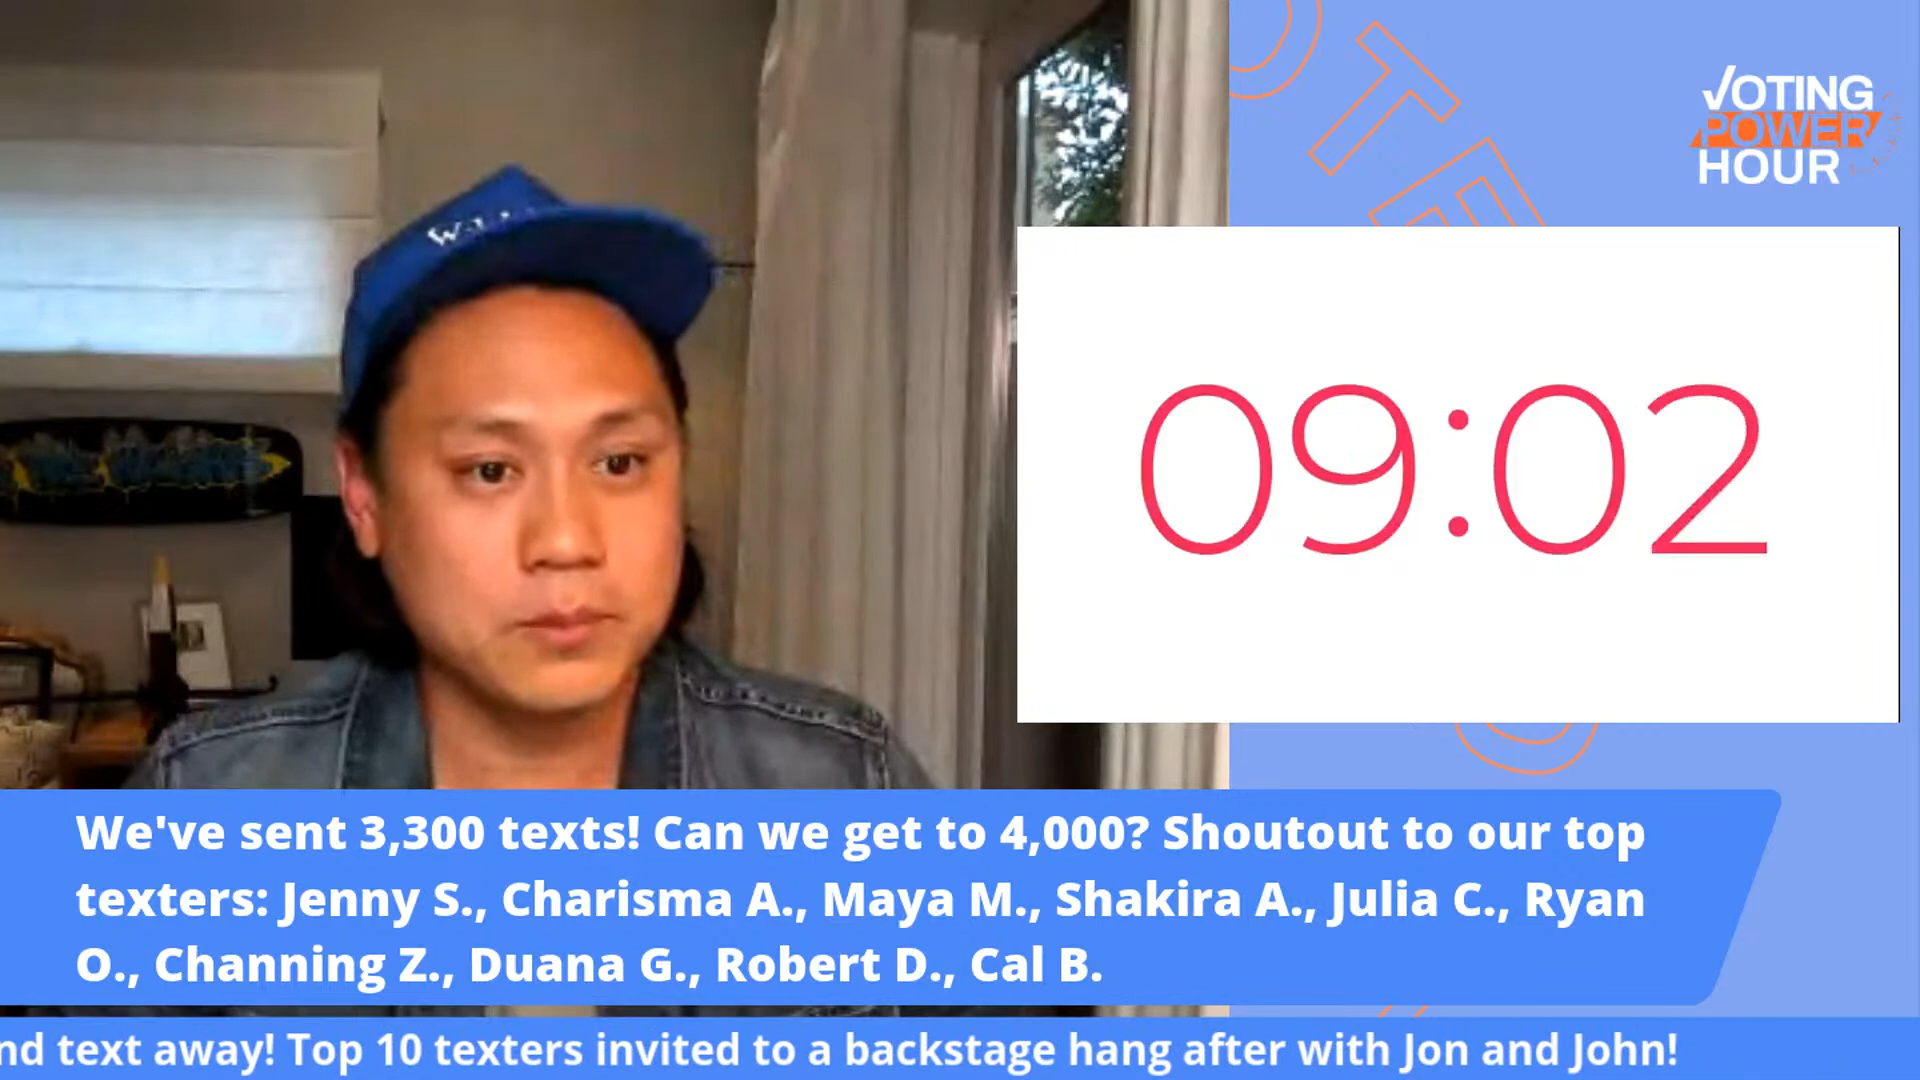 VOTE
VOTING
POWER
HOUR
09:02
We've sent 3,300 texts! Can we get to 4,000? Shoutout to our top
texters: Jenny S., Charisma A., Maya M., Shakira A., Julia C., Ryan
O., Channing Z., Duana G., Robert D., Cal B.
nd text away! Top 10 texters invited to a backstage hang after with Jon and John!